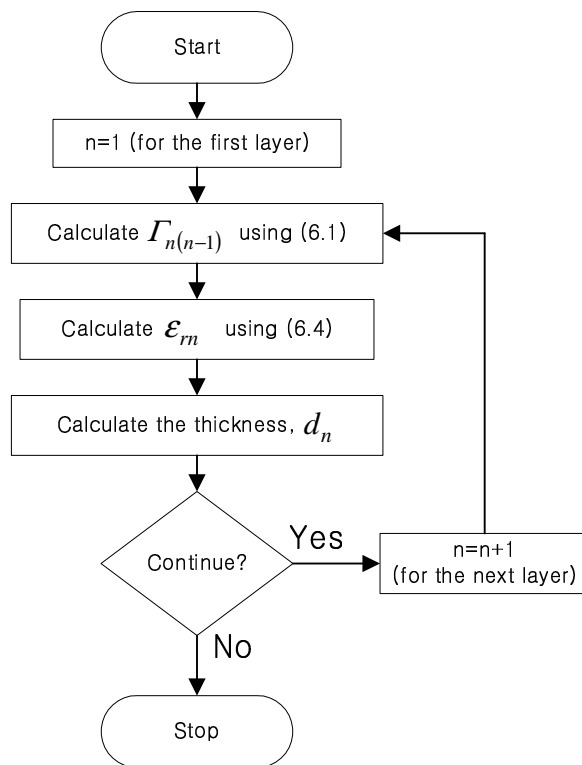 Start
n=1 (for the first layer)
Calculate Γn(n−1) using (6.1)
Calculate εrn using (6.4)
Calculate the thickness, dn
Continue?
Yes
n=n+1
(for the next layer)
No
Stop